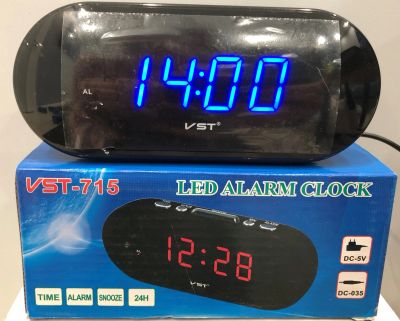 14:00
AL
VST®
VST-715
LED ALARM CLOCK
12:28
VST
DC-5V
DC-035
TIME
ALARM
SNOOZE
24H